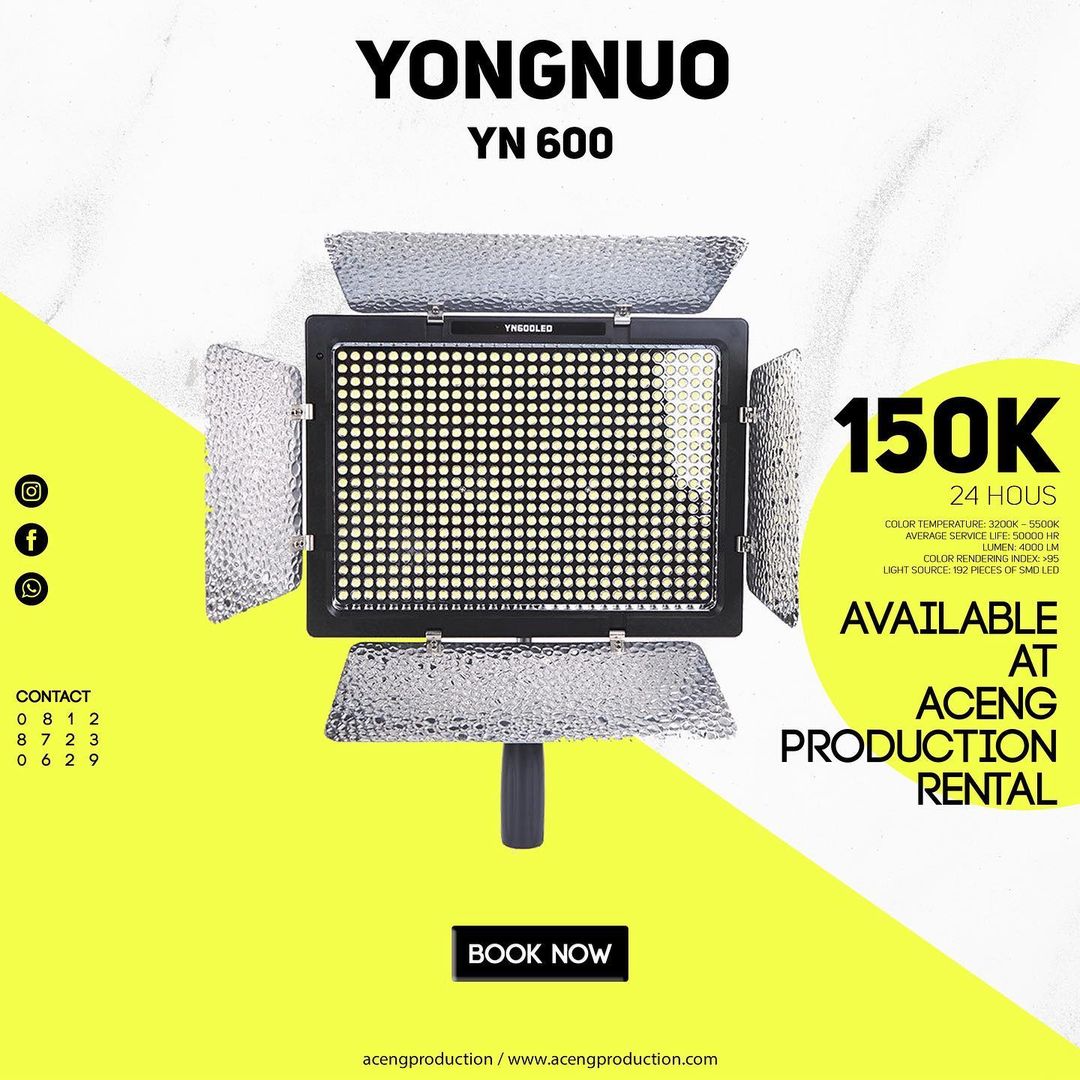 YONGNUO
YN 600
YN600LED
150K
24 HOUS
COLOR TEMPERATURE: 3200K – 5500K
AVERAGE SERVICE LIFE: 50000 HR
LUMEN: 4000 LM
COLOR RENDERING INDEX: >95
LIGHT SOURCE: 192 PIECES OF SMD LED
AVAILABLE
AT
ACENG
PRODUCTION
RENTAL
CONTACT
0 8 1 2
8 7 2 3
0 6 2 9
BOOK NOW
acengproduction / www.acengproduction.com